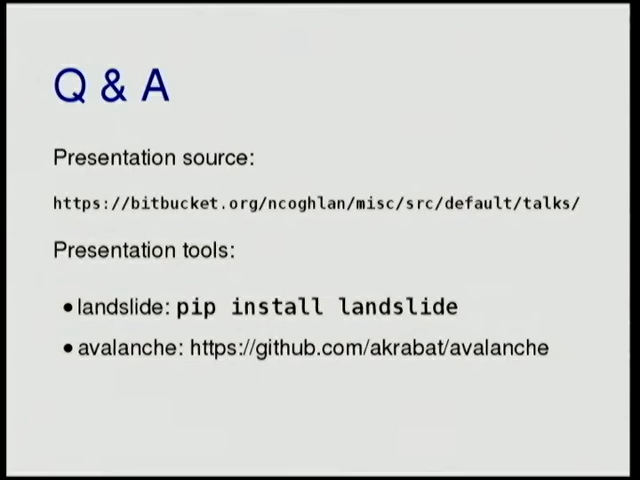 Q & A
Presentation source:
https://bitbucket.org/ncoghlan/misc/src/default/talks/
Presentation tools:
• landslide: pip install landslide
• avalanche: https://github.com/akrabat/avalanche